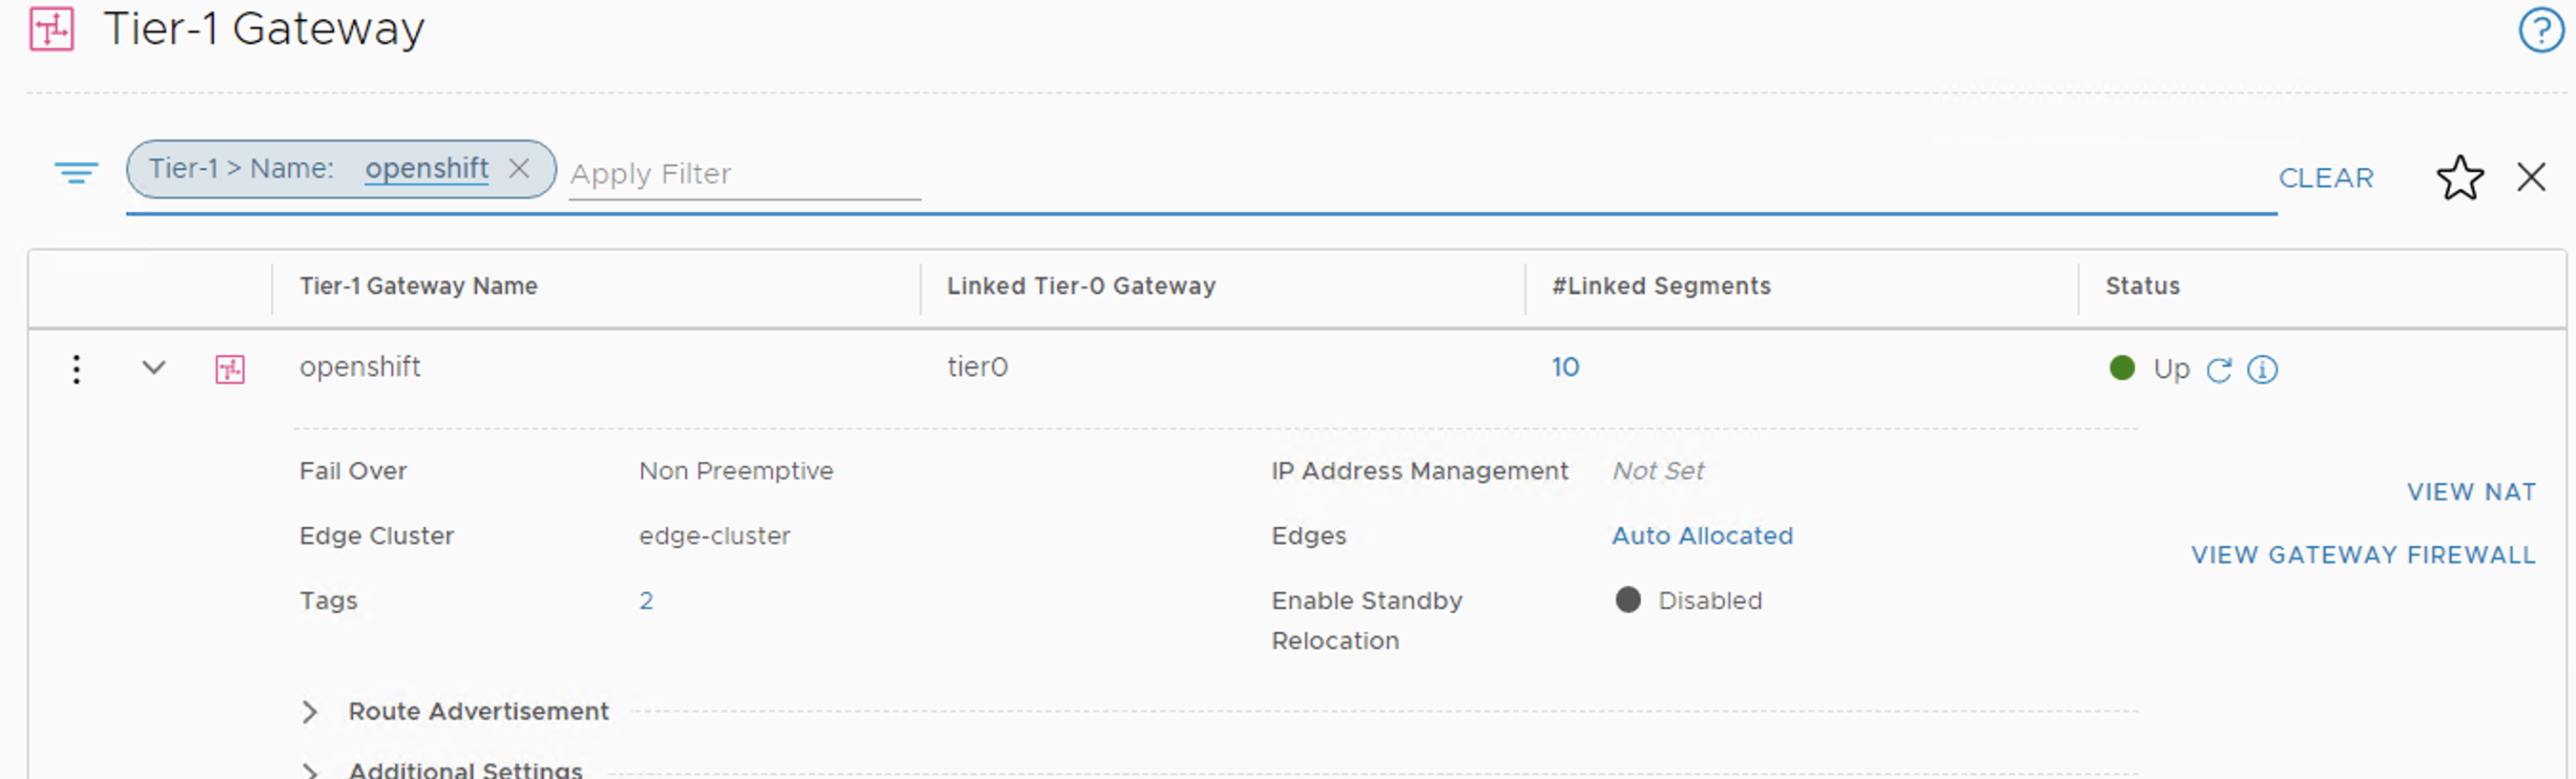 Tier-1 Gateway
?
Tier-1 > Name: openshift Apply Filter CLEAR
Tier-1 Gateway Name Linked Tier-0 Gateway #Linked Segments Status
openshift tier0 10 Up
Fail Over Non Preemptive IP Address Management Not Set
VIEW NAT
Edge Cluster edge-cluster Edges Auto Allocated
VIEW GATEWAY FIREWALL
Tags 2 Enable Standby Relocation Disabled
Route Advertisement
Additional Settings